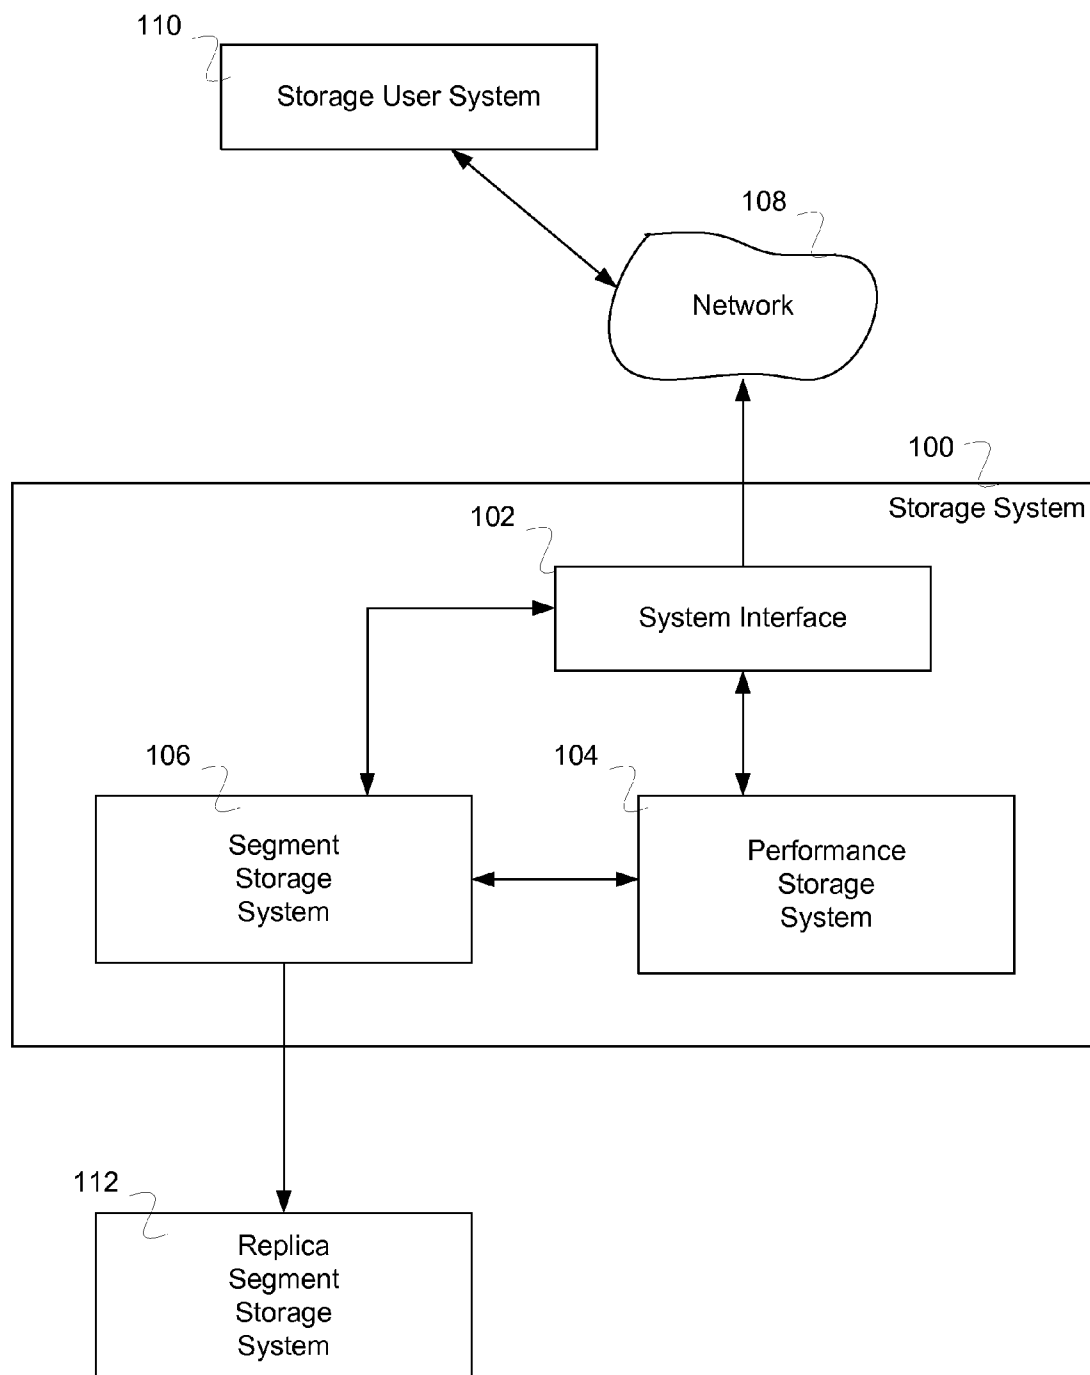 110
Storage User System
108
Network
100
Storage System
102
System Interface
106
104
Segment
Storage
System
Performance
Storage
System
112
Replica
Segment
Storage
System